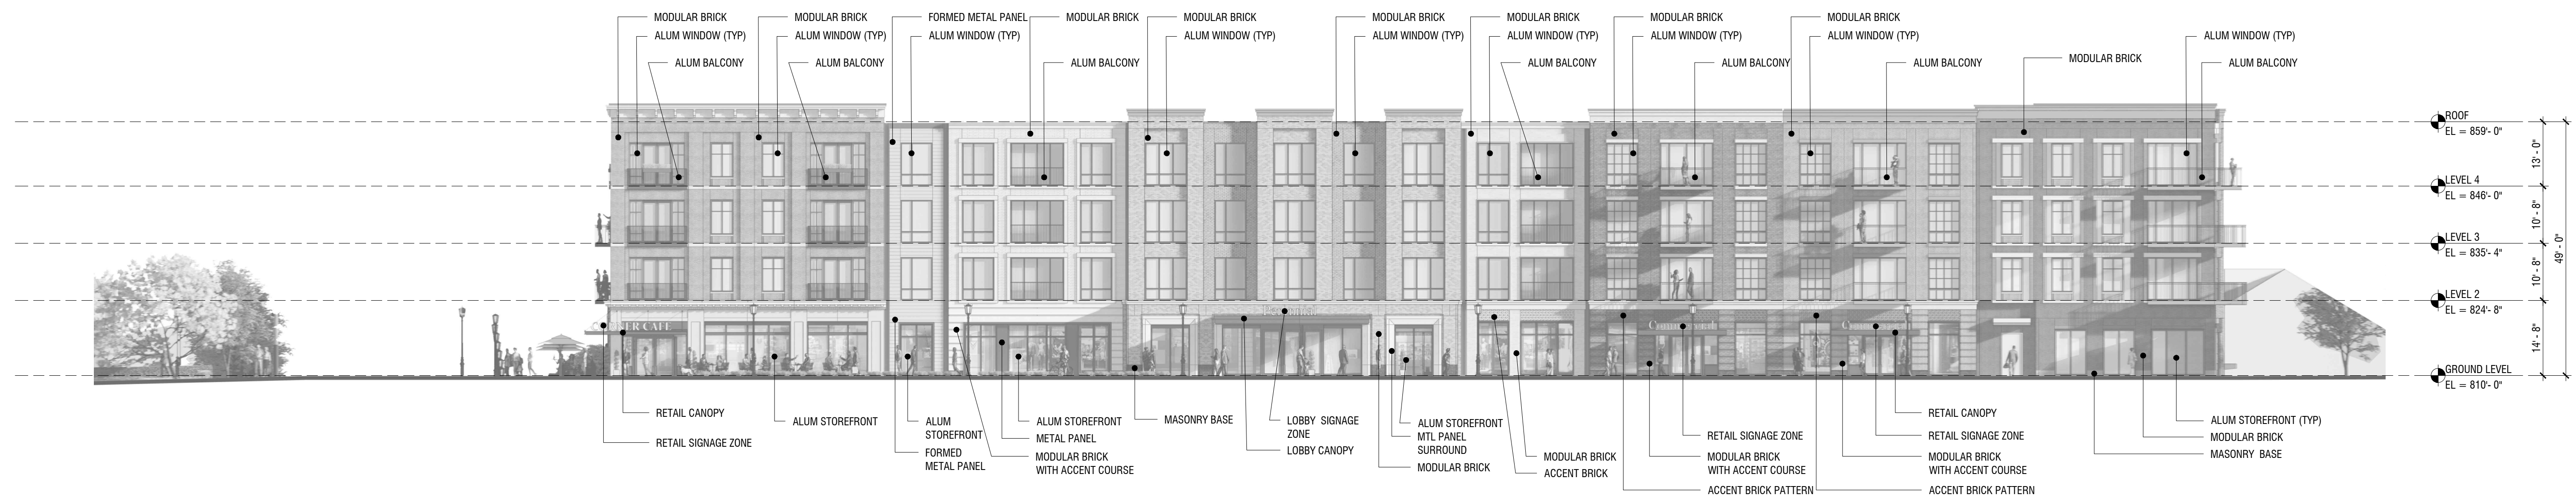 MODULAR BRICK
MODULAR BRICK
FORMED METAL PANEL
MODULAR BRICK
MODULAR BRICK
MODULAR BRICK
MODULAR BRICK
MODULAR BRICK
MODULAR BRICK
ALUM WINDOW (TYP)
ALUM WINDOW (TYP)
ALUM WINDOW (TYP)
ALUM WINDOW (TYP)
ALUM WINDOW (TYP)
ALUM WINDOW (TYP)
ALUM WINDOW (TYP)
ALUM WINDOW (TYP)
ALUM WINDOW (TYP)
MODULAR BRICK
ALUM BALCONY
ALUM BALCONY
ALUM BALCONY
ALUM BALCONY
ALUM BALCONY
ALUM BALCONY
ALUM BALCONY
ROOF
EL = 859'- 0"
13' - 0"
LEVEL 4
EL = 846'- 0"
10' - 8"
LEVEL 3
EL = 835'- 4"
49' - 0"
10' - 8"
LEVEL 2
EL = 824'- 8"
14' - 8"
GROUND LEVEL
EL = 810'- 0"
CAFE
RETAIL CANOPY
RETAIL SIGNAGE ZONE
ALUM STOREFRONT
ALUM
STOREFRONT
FORMED
METAL PANEL
ALUM STOREFRONT
METAL PANEL
MODULAR BRICK
WITH ACCENT COURSE
MASONRY BASE
LOBBY SIGNAGE
ZONE
LOBBY CANOPY
ALUM STOREFRONT
MTL PANEL
SURROUND
MODULAR BRICK
MODULAR BRICK
ACCENT BRICK
RETAIL SIGNAGE ZONE
MODULAR BRICK
WITH ACCENT COURSE
ACCENT BRICK PATTERN
RETAIL CANOPY
RETAIL SIGNAGE ZONE
MODULAR BRICK
WITH ACCENT COURSE
ACCENT BRICK PATTERN
ALUM STOREFRONT (TYP)
MODULAR BRICK
MASONRY BASE